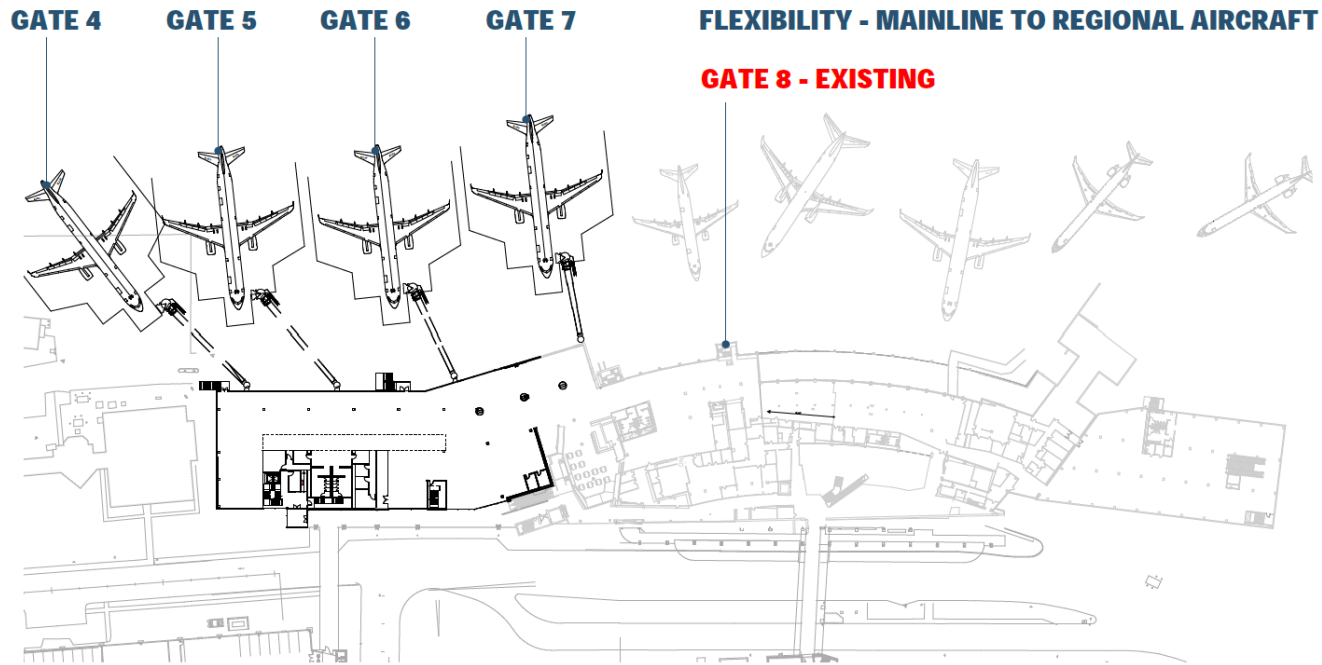 GATE 4
GATE 5
GATE 6
GATE 7
FLEXIBILITY - MAINLINE TO REGIONAL AIRCRAFT
GATE 8 - EXISTING